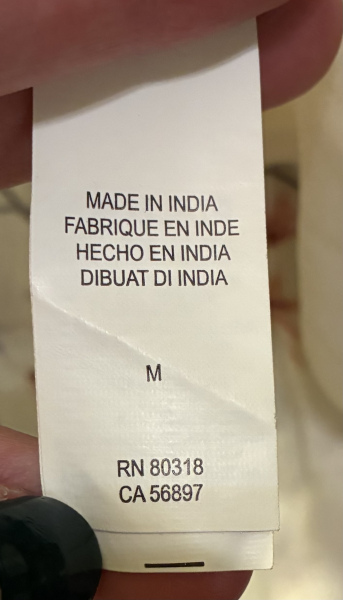 MADE IN INDIA
FABRIQUE EN INDE
HECHO EN INDIA
DIBUAT DI INDIA
M
RN 80318
CA 56897